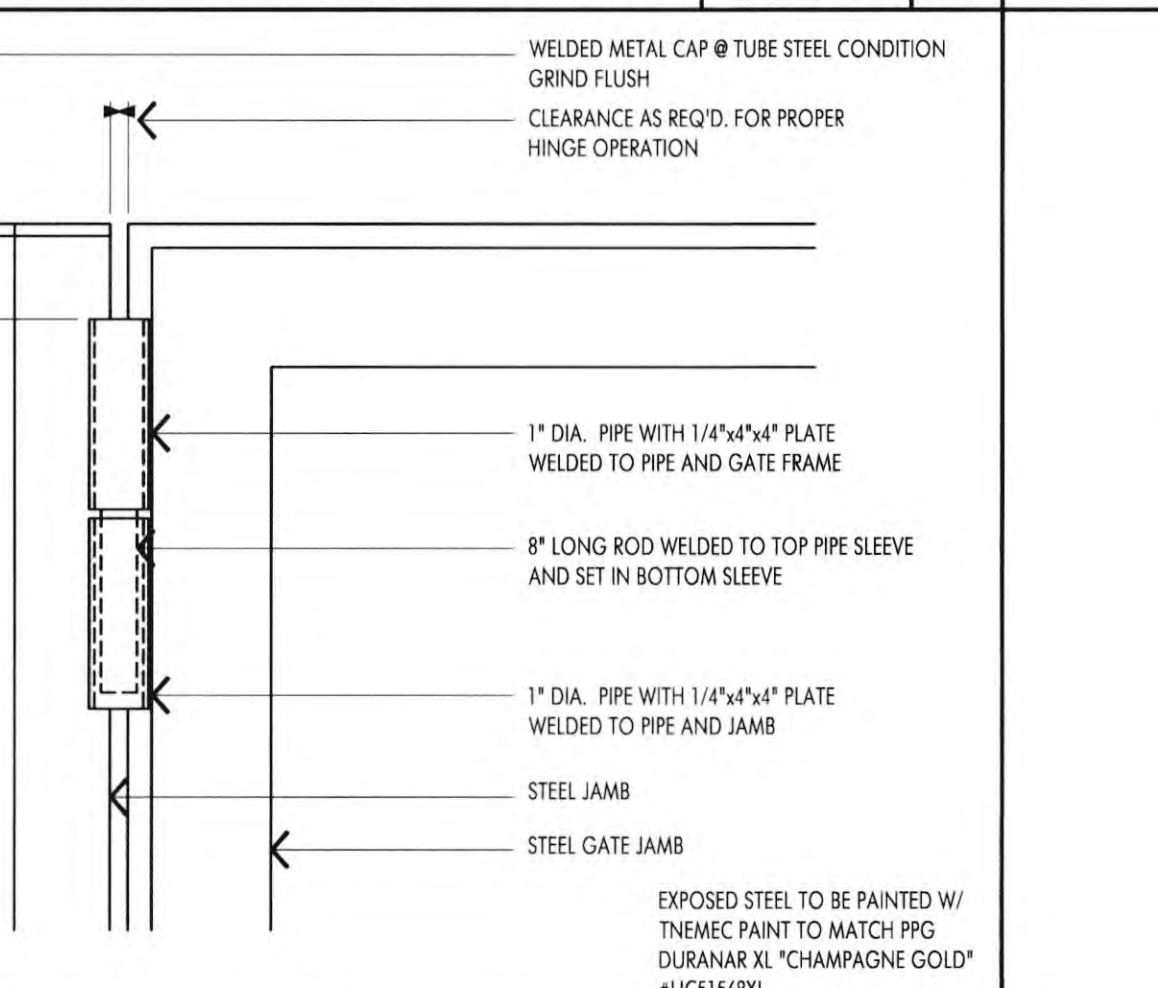 WELDED METAL CAP @ TUBE STEEL CONDITION
GRIND FLUSH
CLEARANCE AS REQ'D. FOR PROPER
HINGE OPERATION
1" DIA. PIPE WITH 1/4"x4"x4" PLATE
WELDED TO PIPE AND GATE FRAME
8" LONG ROD WELDED TO TOP PIPE SLEEVE
AND SET IN BOTTOM SLEEVE
1" DIA. PIPE WITH 1/4"x4"x4" PLATE
WELDED TO PIPE AND JAMB
STEEL JAMB
STEEL GATE JAMB
EXPOSED STEEL TO BE PAINTED W/
TNEMEC PAINT TO MATCH PPG
DURANAR XL "CHAMPAGNE GOLD"